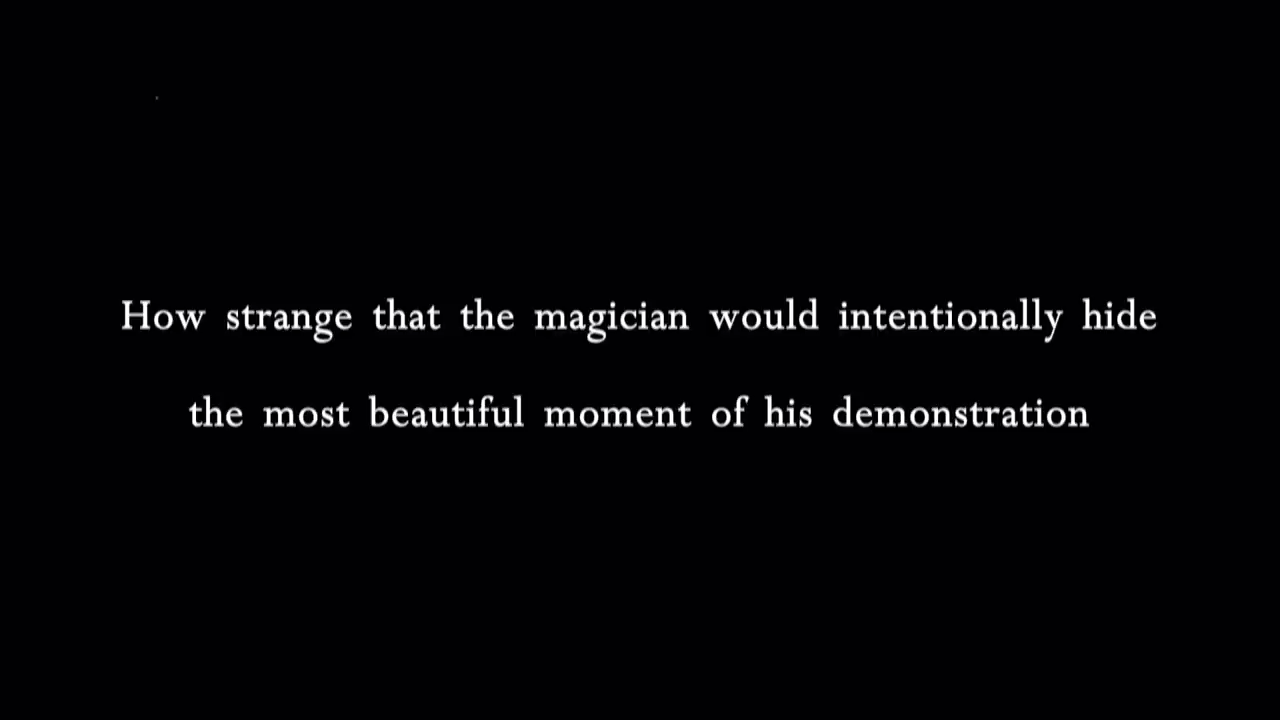 How strange that the magician would intentionally hide
the most beautiful moment of his demonstration